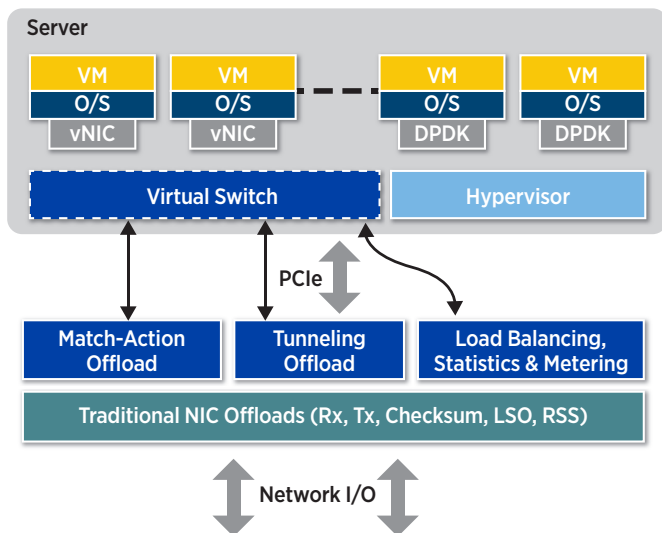 Server
VM VM VM VM
O/S O/S O/S O/S
vNIC vNIC DPDK DPDK
Virtual Switch Hypervisor
PCIe
Match-Action
Offload
Tunneling
Offload
Load Balancing,
Statistics & Metering
Traditional NIC Offloads (Rx, Tx, Checksum, LSO, RSS)
Network I/O